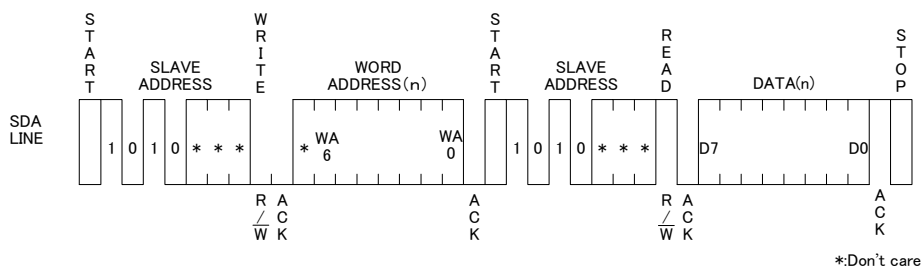 START
WRITE
START
READ
STOP
SLAVE ADDRESS
WORD ADDRESS(n)
SLAVE ADDRESS
DATA(n)
SDA LINE
1 0 1 0 * * *
* WA 6
WA 0
1 0 1 0 * * *
D7
D0
R/W
ACK
ACK
R/W
ACK
ACK
*:Don't care